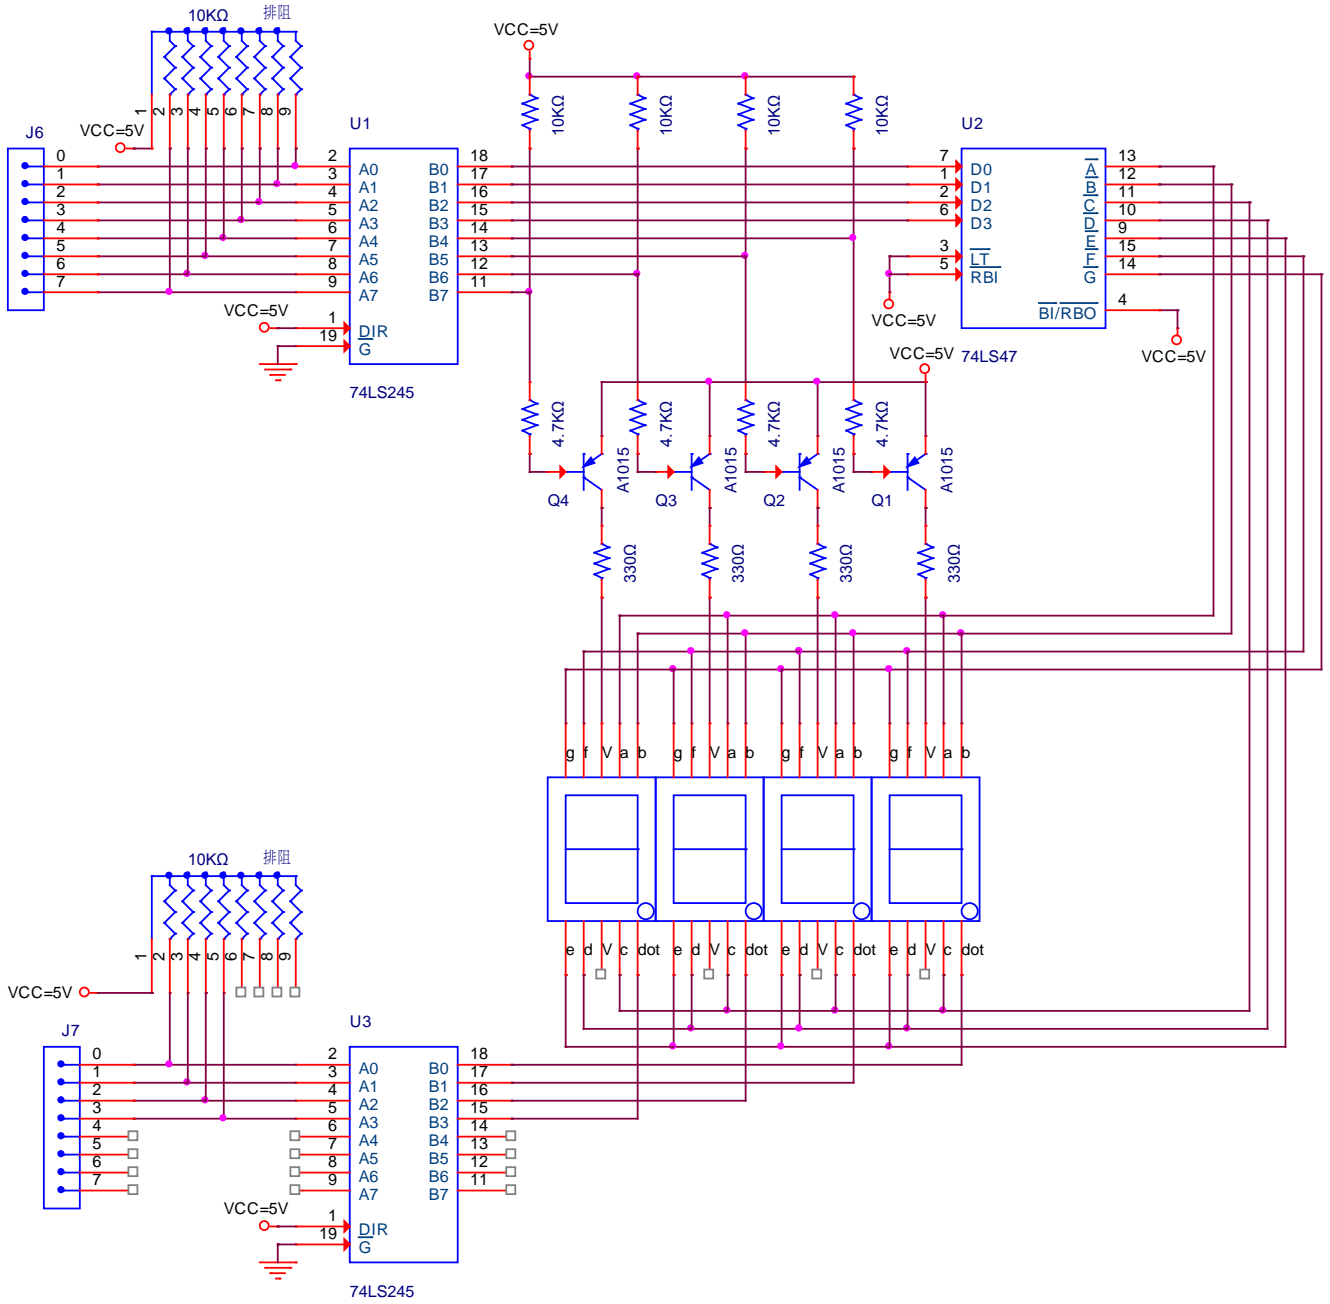 10KΩ 排阻
VCC=5V
1 2 3 4 5 6 7 8 9
10KΩ 10KΩ 10KΩ 10KΩ
J6
VCC=5V
U1
U2
0 2 A0 B0 18 7 D0 A 13
1 3 A1 B1 17 1 D1 B 12
2 4 A2 B2 16 2 D2 C 11
3 5 A3 B3 15 6 D3 D 10
4 6 A4 B4 14 E 9
5 7 A5 B5 13 3 LT F 15
6 8 A6 B6 12 5 RBI G 14
7 9 A7 B7 11
VCC=5V 1 DIR VCC=5V BI/RBO 4
19 G
VCC=5V 74LS47 VCC=5V
74LS245
4.7KΩ 4.7KΩ 4.7KΩ 4.7KΩ
A1015 A1015 A1015 A1015
Q4 Q3 Q2 Q1
330Ω 330Ω 330Ω 330Ω
g f V a b g f V a b g f V a b g f V a b
10KΩ 排阻
1 2 3 4 5 6 7 8 9
e d V c dot e d V c dot e d V c dot e d V c dot
VCC=5V
J7
U3
0 2 A0 B0 18
1 3 A1 B1 17
2 4 A2 B2 16
3 5 A3 B3 15
4 6 A4 B4 14
5 7 A5 B5 13
6 8 A6 B6 12
7 9 A7 B7 11
VCC=5V 1 DIR
19 G
74LS245